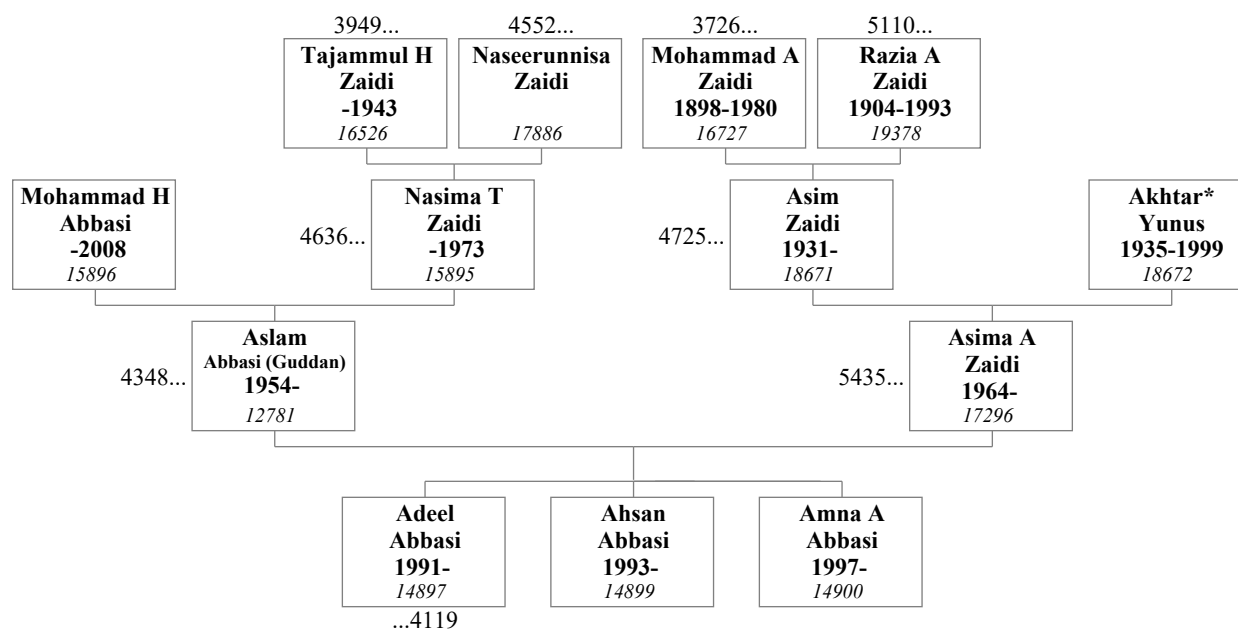 3949...
4552...
3726...
5110...
Tajammul H
Zaidi
-1943
16526
Naseerunnisa
Zaidi
17886
Mohammad A
Zaidi
1898-1980
16727
Razia A
Zaidi
1904-1993
19378
Mohammad H
Abbasi
-2008
15896
4636...
Nasima T
Zaidi
-1973
15895
4725...
Asim
Zaidi
1931-
18671
Akhtar*
Yunus
1935-1999
18672
4348...
Aslam
Abbasi (Guddan)
1954-
12781
5435...
Asima A
Zaidi
1964-
17296
Adeel
Abbasi
1991-
14897
...4119
Ahsan
Abbasi
1993-
14899
Amna A
Abbasi
1997-
14900